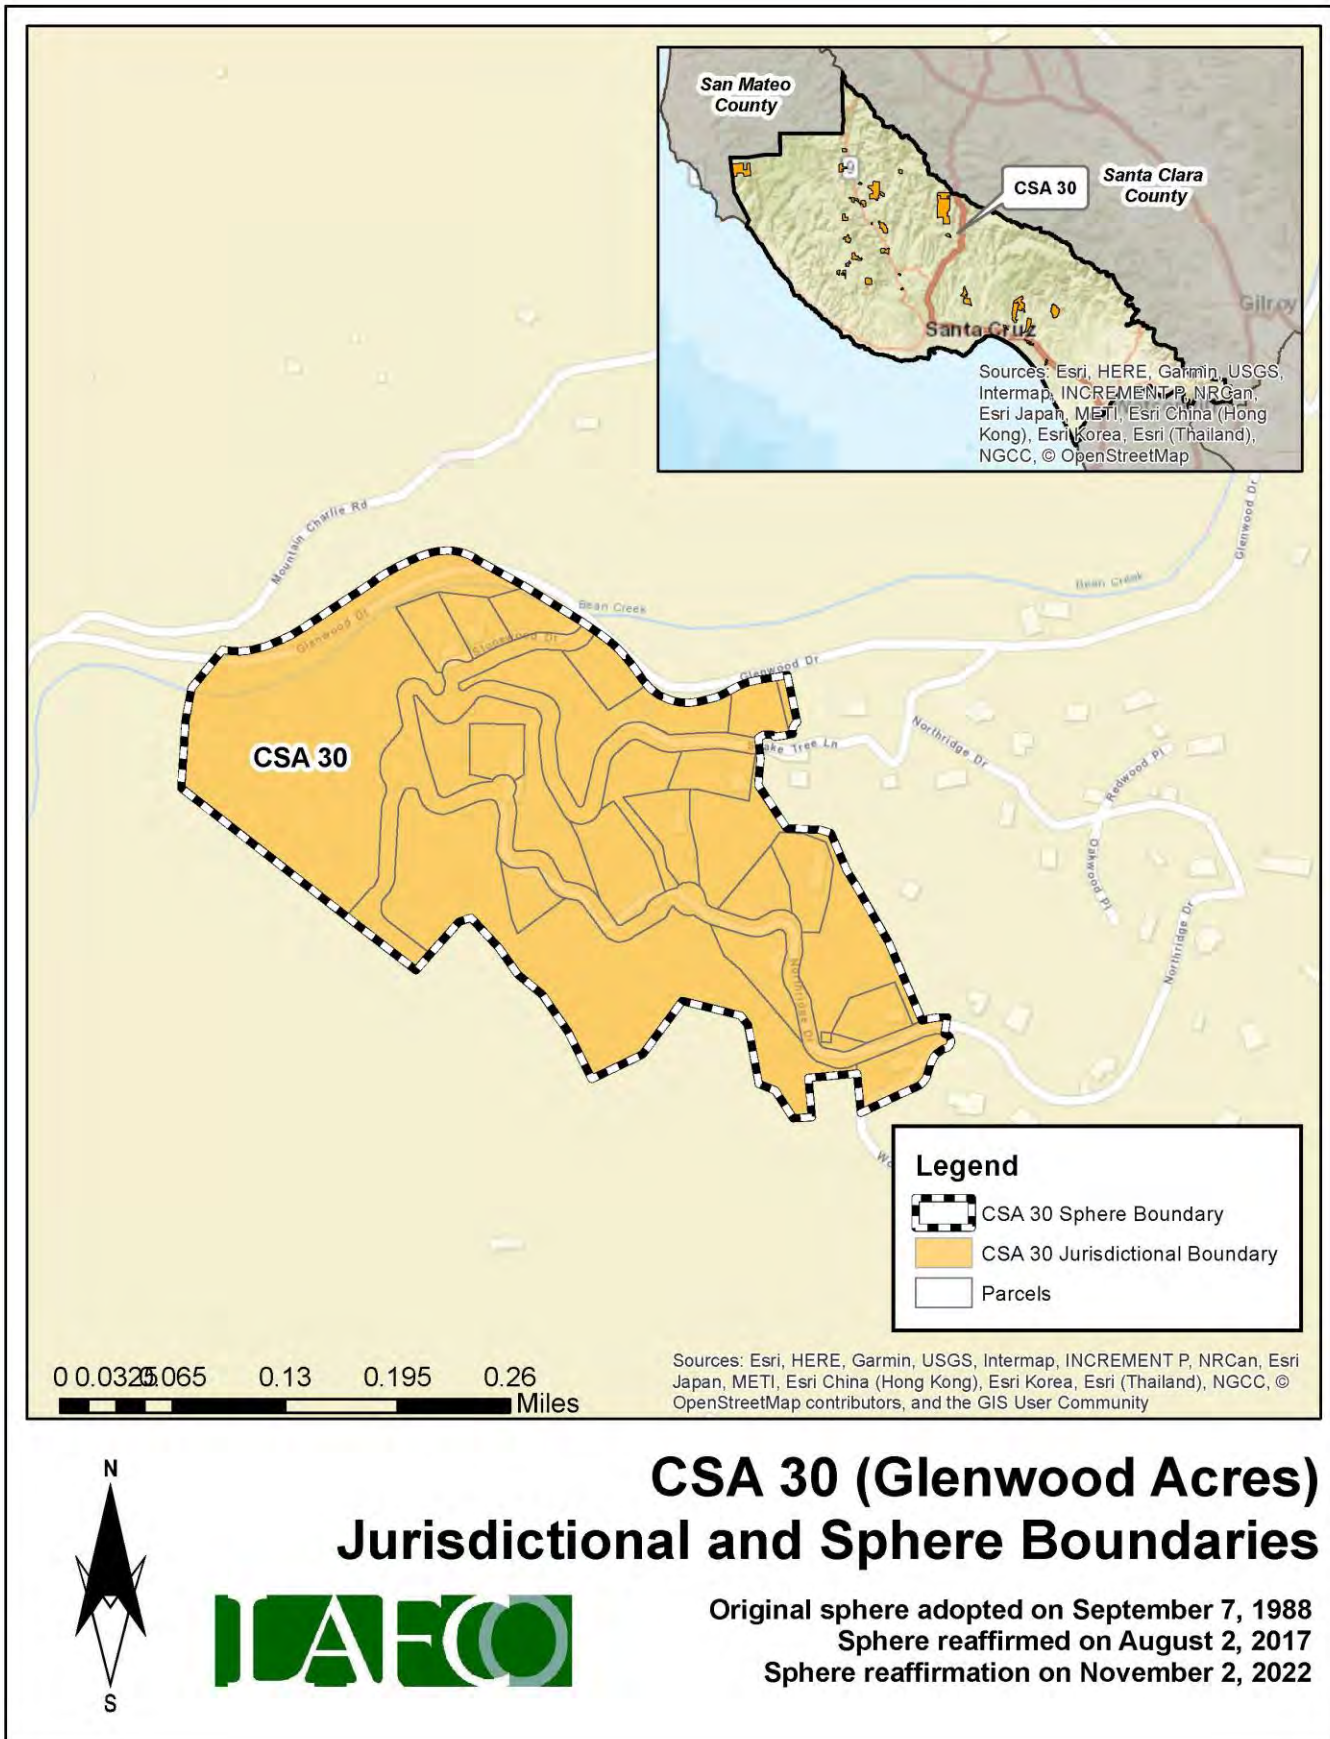 San Mateo
County
9
CSA 30
Santa Clara
County
Gilroy
Santa Cruz
Sources: Esri, HERE, Garmin, USGS,
Intermap, INCREMENT P, NRCan,
Esri Japan, METI, Esri China (Hong
Kong), Esri Korea, Esri (Thailand),
NGCC, © OpenStreetMap
Mountain Charlie Rd
Glenwood Dr
Bean Creek
Bean Creek
Glenwood Dr
Stonewood Dr
Glenwood Dr
CSA 30
Tree Ln
Northridge Dr
Redwood Pl
Oakwood Pl
Northridge Dr
Northridge Dr
Legend
CSA 30 Sphere Boundary
CSA 30 Jurisdictional Boundary
Parcels
0 0.0325 0.065 0.13 0.195 0.26
Miles
Sources: Esri, HERE, Garmin, USGS, Intermap, INCREMENT P, NRCan, Esri
Japan, METI, Esri China (Hong Kong), Esri Korea, Esri (Thailand), NGCC, ©
OpenStreetMap contributors, and the GIS User Community
N
S
CSA 30 (Glenwood Acres)
Jurisdictional and Sphere Boundaries
LAFCO
Original sphere adopted on September 7, 1988
Sphere reaffirmed on August 2, 2017
Sphere reaffirmation on November 2, 2022